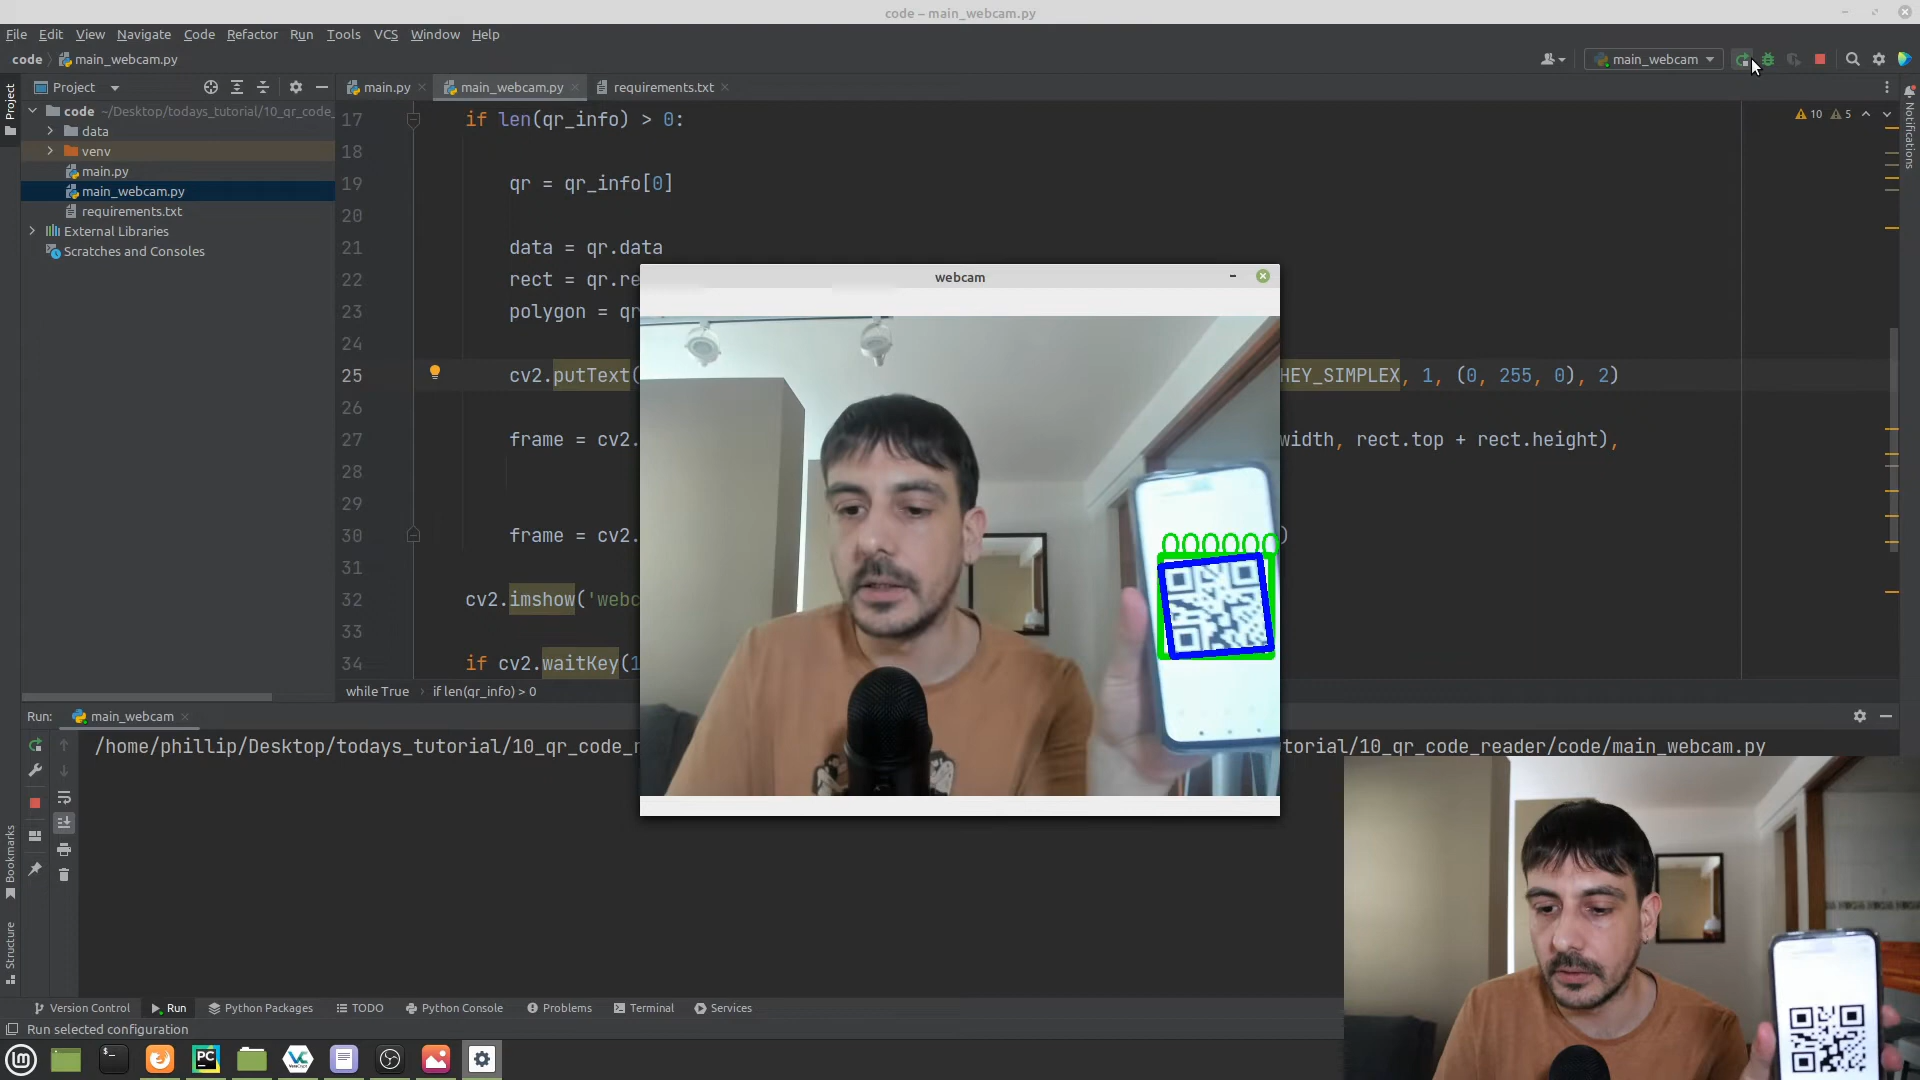 code – main_webcam.py
File Edit View Navigate Code Refactor Run Tools VCS Window Help
code main_webcam.py
main_webcam
Project
main.py
main_webcam.py
requirements.txt
Project
code ~/Desktop/todays_tutorial/10_qr_code_
data
venv
main.py
main_webcam.py
requirements.txt
External Libraries
Scratches and Consoles
Notifications
10 5
17 if len(qr_info) > 0:
18
19 qr = qr_info[0]
20
21 data = qr.data
22 rect = qr.re
23 polygon = qr
24
25 cv2.putText( HEY_SIMPLEX, 1, (0, 255, 0), 2)
26
27 frame = cv2. width, rect.top + rect.height),
28
29
30 frame = cv2. )
31
32 cv2.imshow('webc
33
34 if cv2.waitKey(1
webcam
000000
while True if len(qr_info) > 0
Run: main_webcam
/home/phillip/Desktop/todays_tutorial/10_qr_code_r torial/10_qr_code_reader/code/main_webcam.py
Bookmarks
Structure
Version Control Run Python Packages TODO Python Console Problems Terminal Services
Run selected configuration